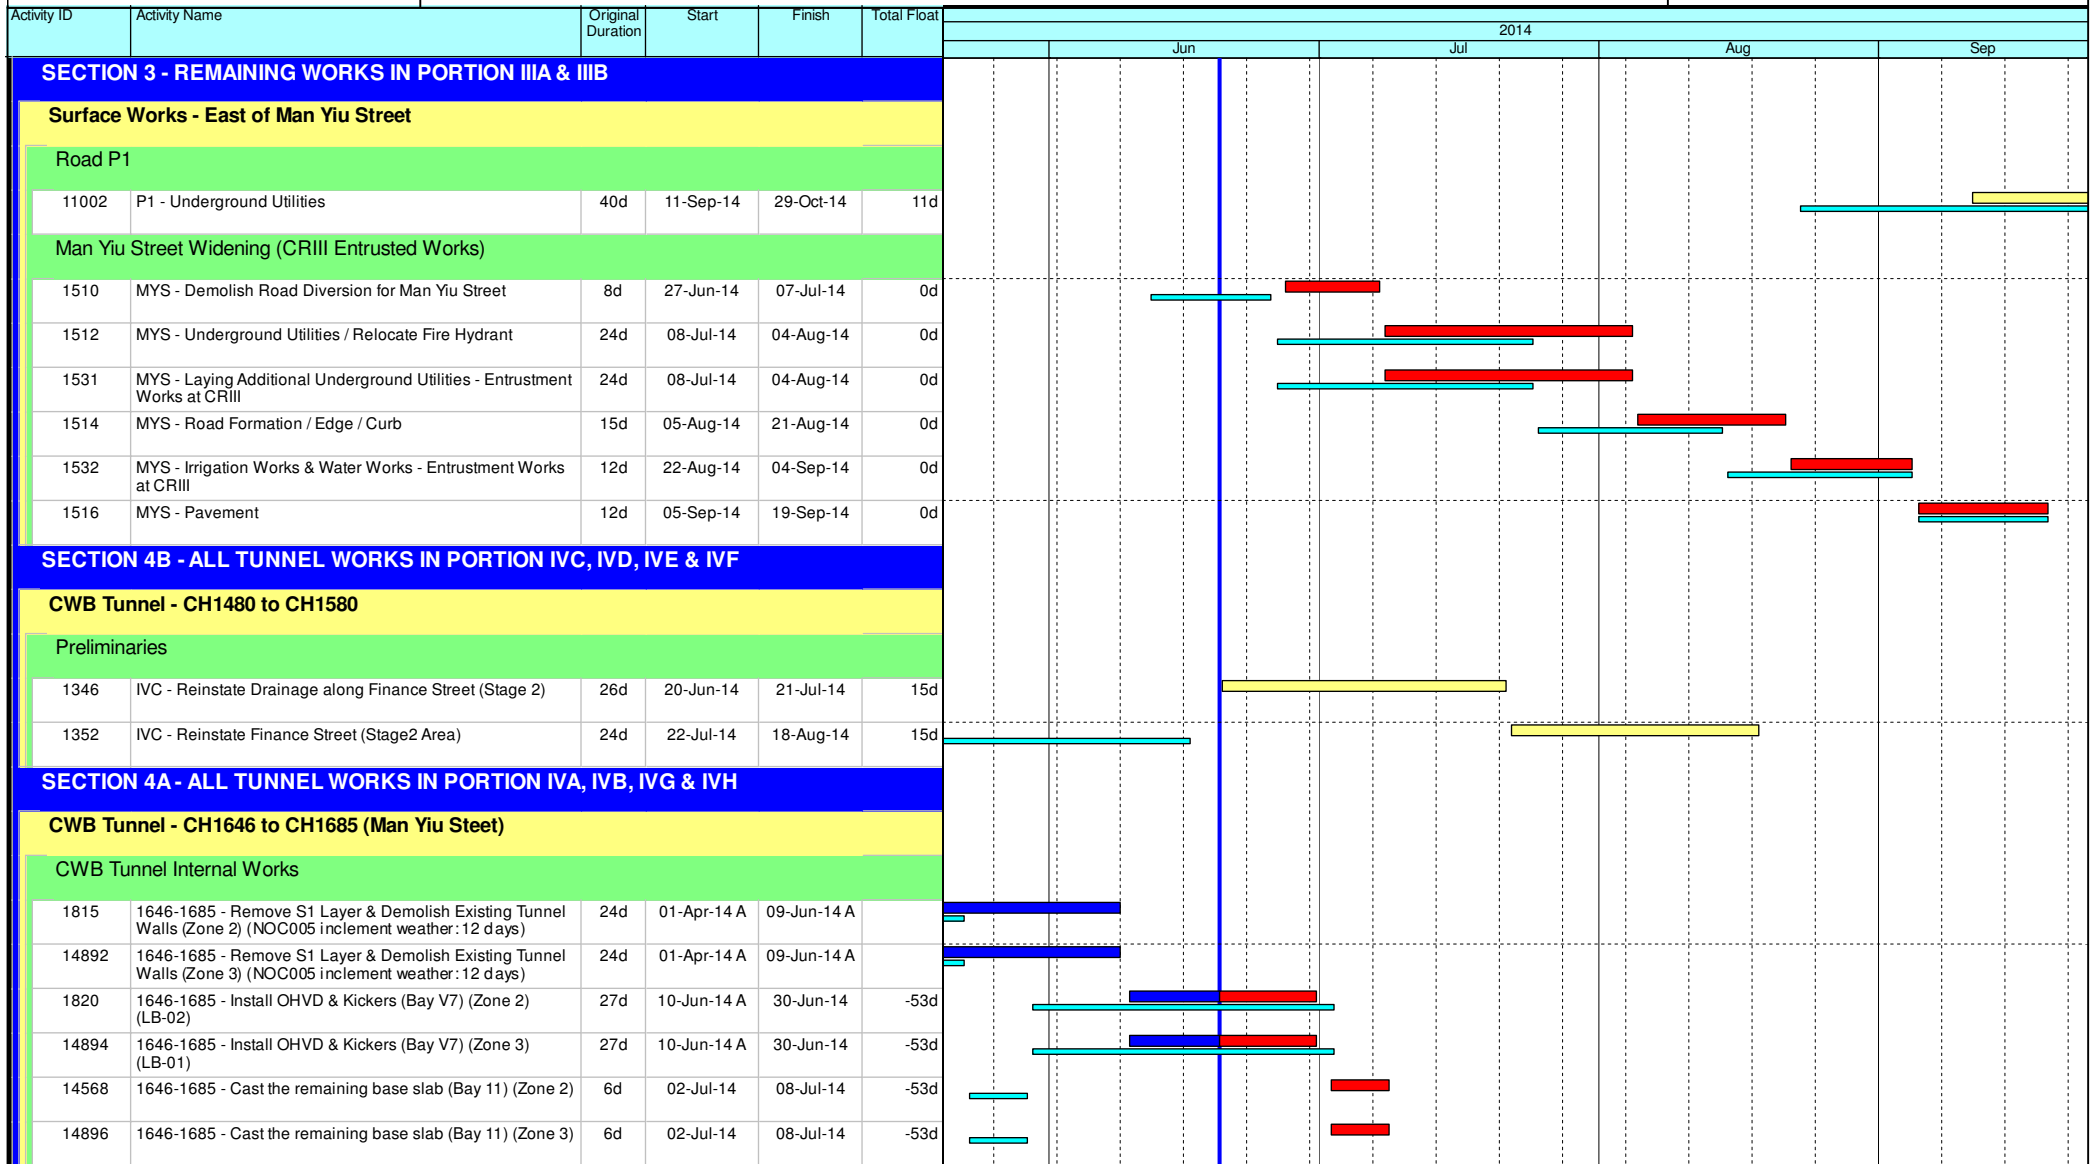 Activity ID Activity Name Original Duration Start Finish Total Float
2014
Jun Jul Aug Sep
SECTION 3 - REMAINING WORKS IN PORTION IIIA & IIIB
Surface Works - East of Man Yiu Street
Road P1
11002 P1 - Underground Utilities 40d 11-Sep-14 29-Oct-14 11d
Man Yiu Street Widening (CRIII Entrusted Works)
1510 MYS - Demolish Road Diversion for Man Yiu Street 8d 27-Jun-14 07-Jul-14 0d
1512 MYS - Underground Utilities / Relocate Fire Hydrant 24d 08-Jul-14 04-Aug-14 0d
1531 MYS - Laying Additional Underground Utilities - Entrustment 24d 08-Jul-14 04-Aug-14 0d
Works at CRIII
1514 MYS - Road Formation / Edge / Curb 15d 05-Aug-14 21-Aug-14 0d
1532 MYS - Irrigation Works & Water Works - Entrustment Works 12d 22-Aug-14 04-Sep-14 0d
at CRIII
1516 MYS - Pavement 12d 05-Sep-14 19-Sep-14 0d
SECTION 4B - ALL TUNNEL WORKS IN PORTION IVC, IVD, IVE & IVF
CWB Tunnel - CH1480 to CH1580
Preliminaries
1346 IVC - Reinstate Drainage along Finance Street (Stage 2) 26d 20-Jun-14 21-Jul-14 15d
1352 IVC - Reinstate Finance Street (Stage2 Area) 24d 22-Jul-14 18-Aug-14 15d
SECTION 4A - ALL TUNNEL WORKS IN PORTION IVA, IVB, IVG & IVH
CWB Tunnel - CH1646 to CH1685 (Man Yiu Steet)
CWB Tunnel Internal Works
1815 1646-1685 - Remove S1 Layer & Demolish Existing Tunnel 24d 01-Apr-14 A 09-Jun-14 A
Walls (Zone 2) (NOC005 inclement weather: 12 days)
14892 1646-1685 - Remove S1 Layer & Demolish Existing Tunnel 24d 01-Apr-14 A 09-Jun-14 A
Walls (Zone 3) (NOC005 inclement weather: 12 days)
1820 1646-1685 - Install OHVD & Kickers (Bay V7) (Zone 2) 27d 10-Jun-14 A 30-Jun-14 -53d
(LB-02)
14894 1646-1685 - Install OHVD & Kickers (Bay V7) (Zone 3) 27d 10-Jun-14 A 30-Jun-14 -53d
(LB-01)
14568 1646-1685 - Cast the remaining base slab (Bay 11) (Zone 2) 6d 02-Jul-14 08-Jul-14 -53d
14896 1646-1685 - Cast the remaining base slab (Bay 11) (Zone 3) 6d 02-Jul-14 08-Jul-14 -53d